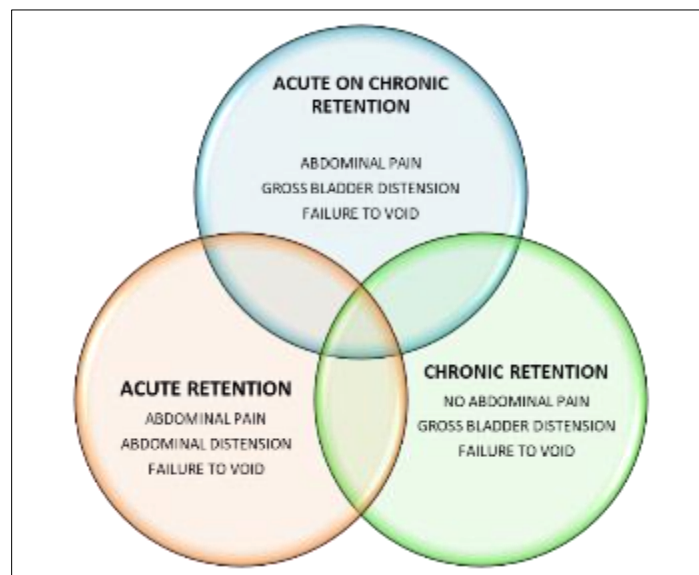 ACUTE ON CHRONIC
RETENTION
ABDOMINAL PAIN
GROSS BLADDER DISTENSION
FAILURE TO VOID
ACUTE RETENTION
ABDOMINAL PAIN
ABDOMINAL DISTENSION
FAILURE TO VOID
CHRONIC RETENTION
NO ABDOMINAL PAIN
GROSS BLADDER DISTENSION
FAILURE TO VOID